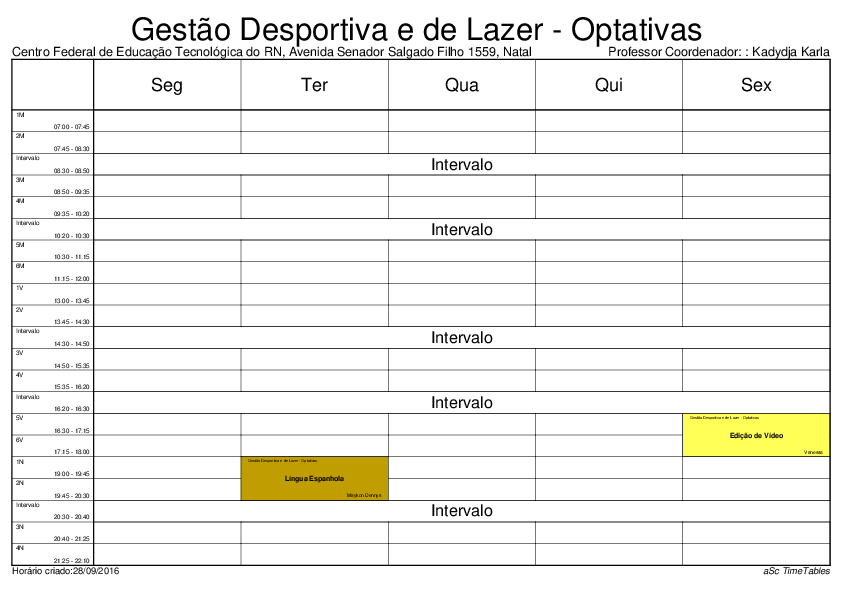 Gestão Desportiva e de Lazer - Optativas
Centro Federal de Educação Tecnológica do RN, Avenida Senador Salgado Filho 1559, Natal Professor Coordenador: : Kadydja Karla
Seg Ter Qua Qui Sex
1M
07:00 - 07:45
2M
07:45 - 08:30
Intervalo
08:30 - 08:50
Intervalo
3M
08:50 - 09:35
4M
09:35 - 10:20
Intervalo
10:20 - 10:30
Intervalo
5M
10:30 - 11:15
6M
11:15 - 12:00
1V
13:00 - 13:45
2V
13:45 - 14:30
Intervalo
14:30 - 14:50
Intervalo
3V
14:50 - 15:35
4V
15:35 - 16:20
Intervalo
16:20 - 16:30
Intervalo
5V
16:30 - 17:15
Gestão Desportiva e de Lazer - Optativas
Edição de Vídeo
Vanessa
6V
17:15 - 18:00
1N
19:00 - 19:45
Gestão Desportiva e de Lazer - Optativas
Língua Espanhola
Maykon Dennys
2N
19:45 - 20:30
Intervalo
20:30 - 20:40
Intervalo
3N
20:40 - 21:25
4N
21:25 - 22:10
Horário criado:28/09/2016 aSc TimeTables